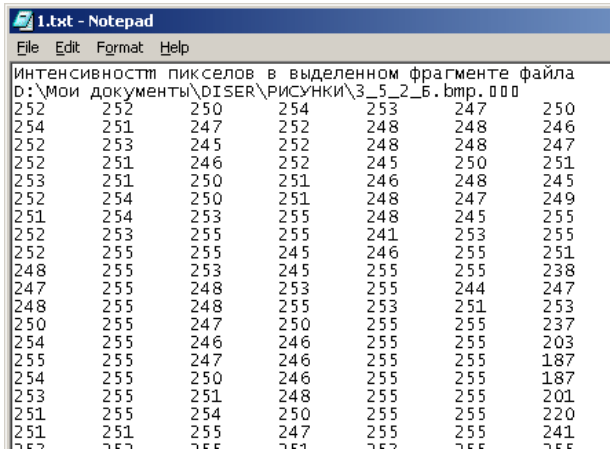 1.txt - Notepad
File Edit Format Help
Интенсивностm пикселов в выделенном фрагменте файла
D:\Мои документы\DISER\РИСУНКИ\3_5_2_Б.bmp.▯▯▯
252 252 250 254 253 247 250
254 251 247 252 248 248 246
252 253 245 252 248 248 247
252 251 246 252 245 250 251
253 251 250 251 246 248 245
252 254 250 251 248 247 249
251 254 253 255 248 245 255
252 253 255 255 241 253 255
252 255 255 245 246 255 251
248 255 253 245 255 255 238
247 255 248 253 255 244 247
248 255 248 255 253 251 253
250 255 247 250 255 255 237
254 255 246 246 255 255 203
255 255 247 246 255 255 187
254 255 250 246 255 255 187
253 255 251 248 255 255 201
251 255 254 250 255 255 220
251 251 255 247 255 255 241